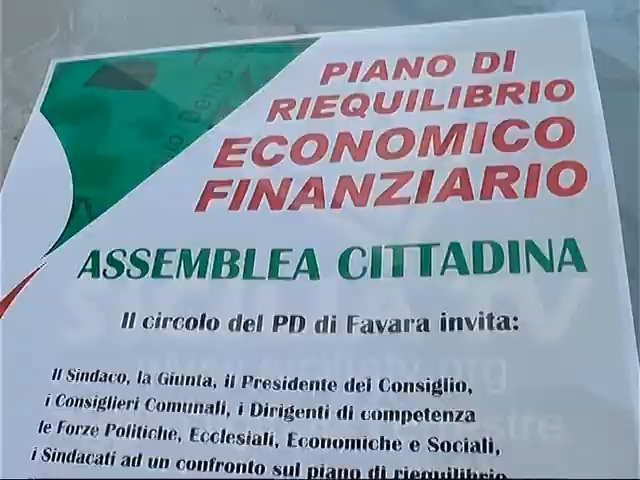 PIANO DI
RIEQUILIBRIO
ECONOMICO
FINANZIARIO
ASSEMBLEA CITTADINA
Il circolo del PD di Favara invita:
Il Sindaco, la Giunta, il Presidente del Consiglio,
i Consiglieri Comunali, i Dirigenti di competenza
le Forze Politiche, Ecclesiali, Economiche e Sociali,
i Sindacati ad un confronto sul piano di riequilibrio